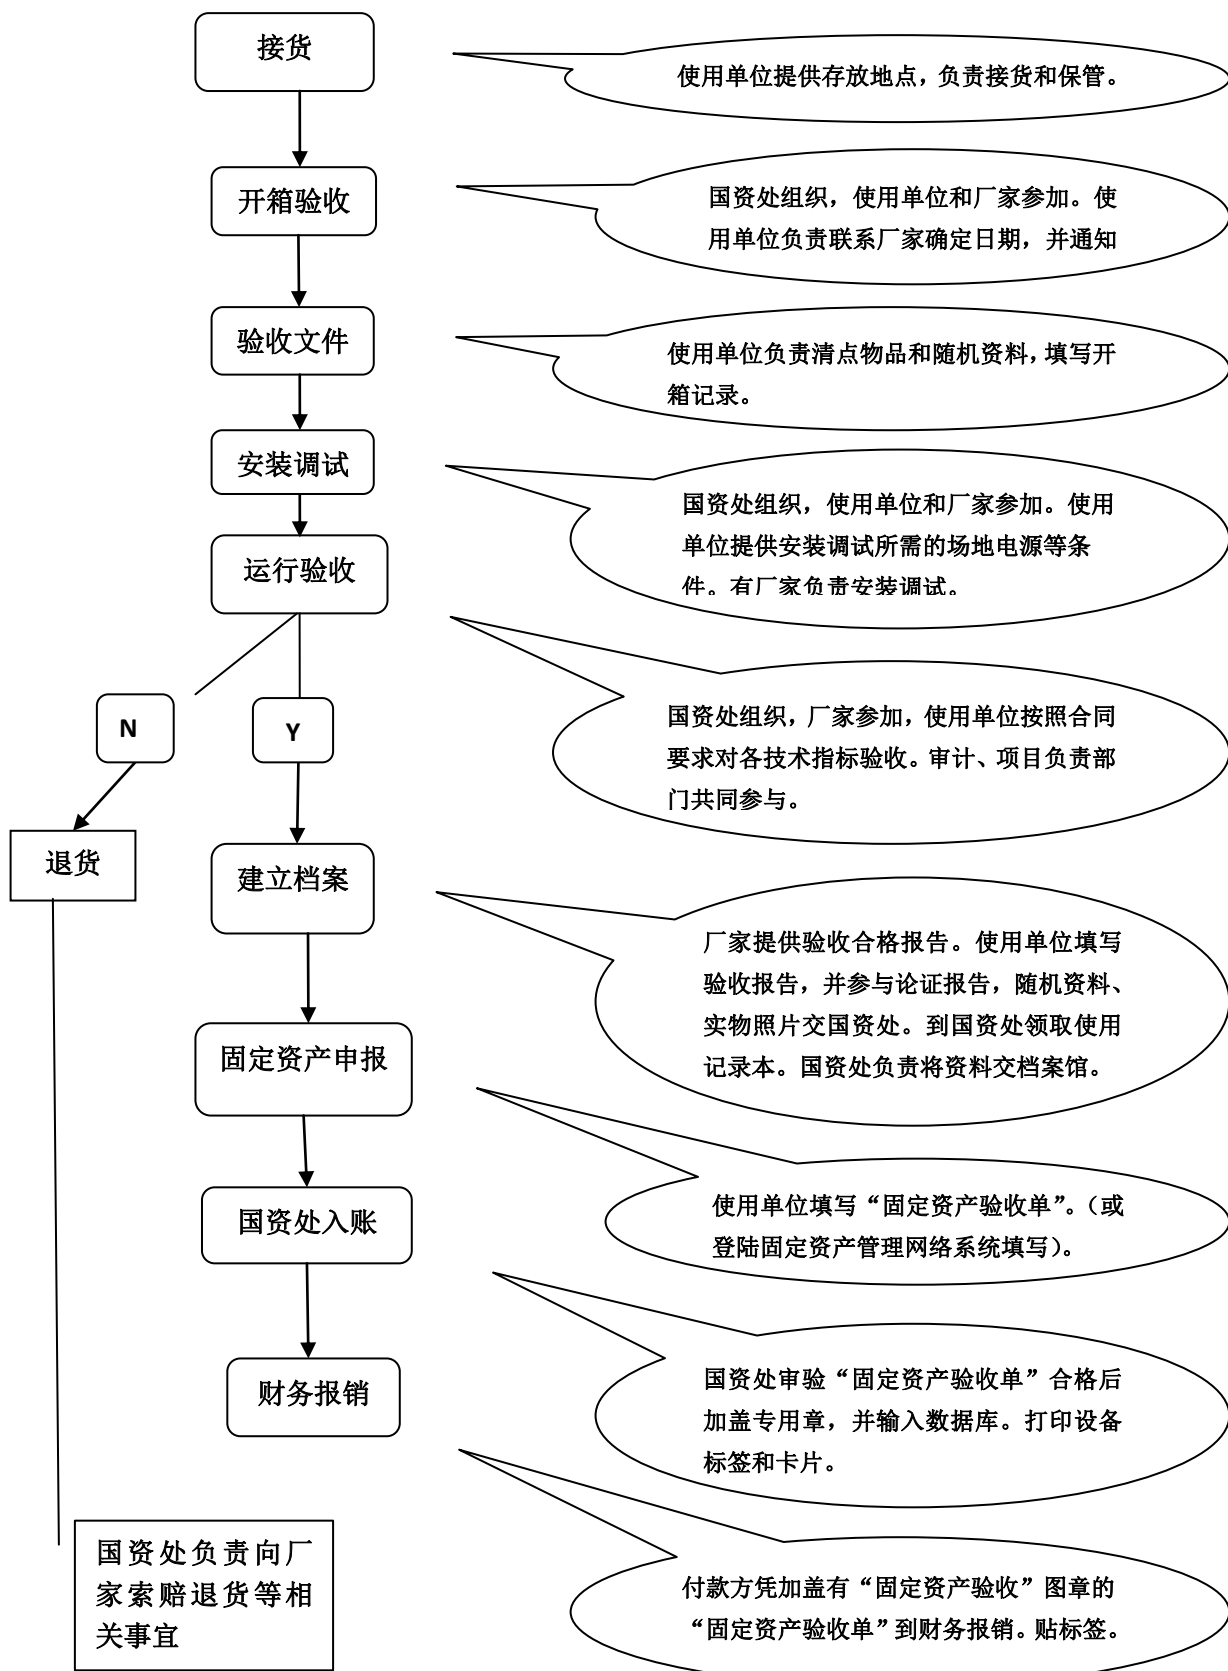 接货
使用单位提供存放地点，负责接货和保管。
开箱验收
国资处组织，使用单位和厂家参加。使
用单位负责联系厂家确定日期，并通知
验收文件
使用单位负责清点物品和随机资料，填写开
箱记录。
安装调试
国资处组织，使用单位和厂家参加。使用
单位提供安装调试所需的场地电源等条
件。有厂家负责安装调试。
运行验收
N
Y
国资处组织，厂家参加，使用单位按照合同
要求对各技术指标验收。审计、项目负责部
门共同参与。
退货
建立档案
厂家提供验收合格报告。使用单位填写
验收报告，并参与论证报告，随机资料、
实物照片交国资处。到国资处领取使用
记录本。国资处负责将资料交档案馆。
固定资产申报
使用单位填写“固定资产验收单”。（或
登陆固定资产管理网络系统填写）。
国资处入账
国资处审验“固定资产验收单”合格后
加盖专用章，并输入数据库。打印设备
标签和卡片。
财务报销
付款方凭加盖有“固定资产验收”图章的
“固定资产验收单”到财务报销。贴标签。
国资处负责向厂
家索赔退货等相
关事宜